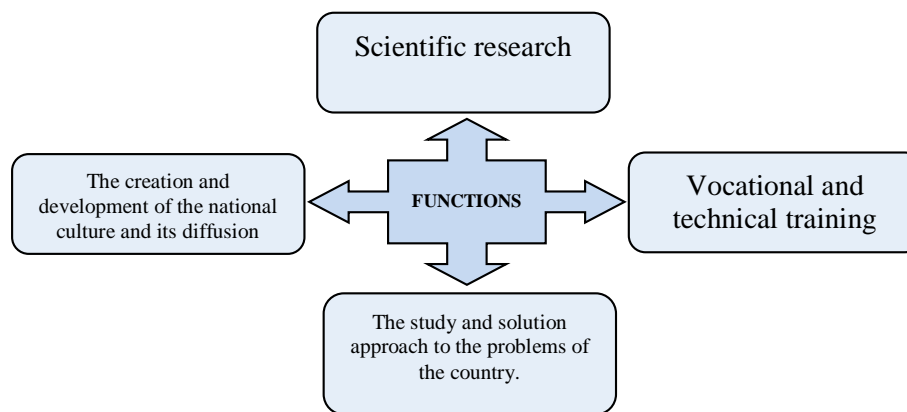 Scientific research
The creation and
development of the national
culture and its diffusion
FUNCTIONS
Vocational and
technical training
The study and solution
approach to the problems of
the country.